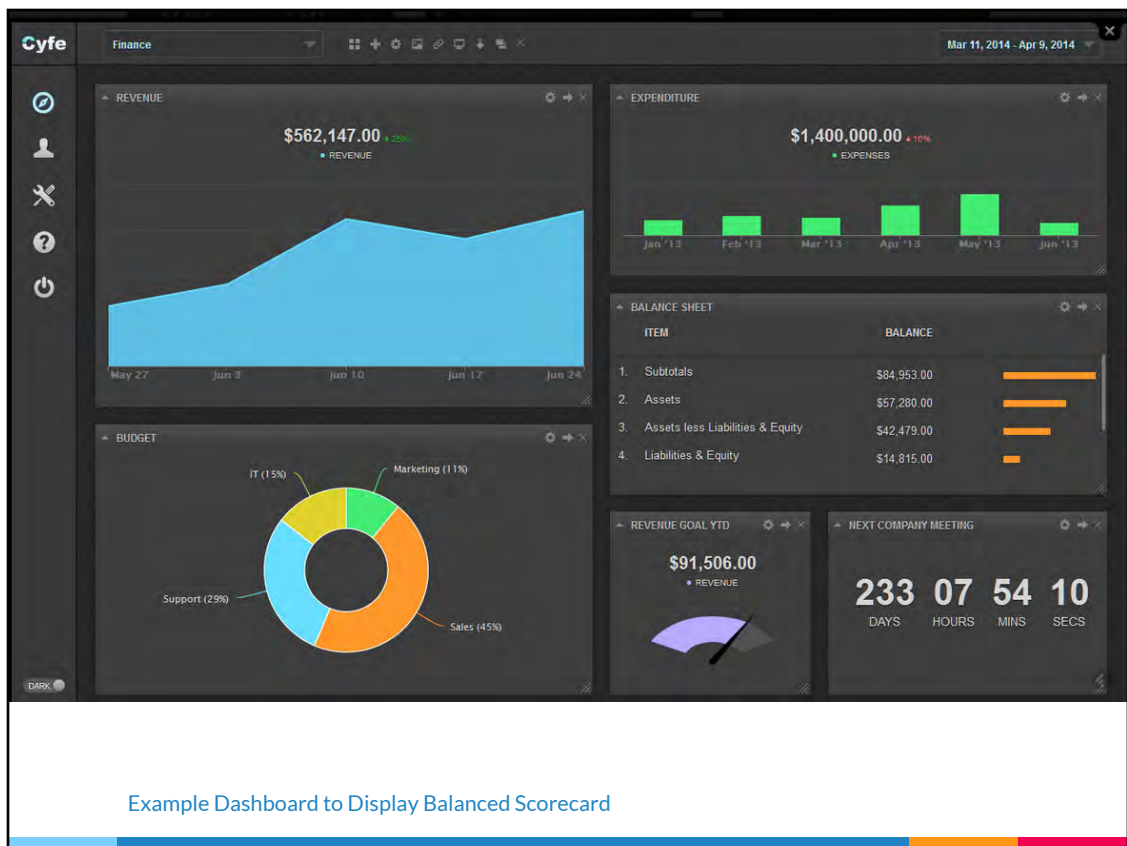 Cyfe
Finance
Mar 11, 2014 - Apr 9, 2014
REVENUE
$562,147.00
REVENUE
May 27 Jun 3 Jun 10 Jun 17 Jun 24
EXPENDITURE
$1,400,000.00 16%
EXPENSES
Jan '13 Feb '13 Mar '13 Apr '13 May '13 Jun '13
BALANCE SHEET
ITEM BALANCE
1. Subtotals $84,953.00
2. Assets $57,280.00
3. Assets less Liabilities & Equity $42,479.00
4. Liabilities & Equity $14,815.00
BUDGET
IT (15%)
Marketing (11%)
Support (29%)
Sales (45%)
REVENUE GOAL YTD
$91,506.00
REVENUE
NEXT COMPANY MEETING
233 07 54 10
DAYS HOURS MINS SECS
DARK
Example Dashboard to Display Balanced Scorecard